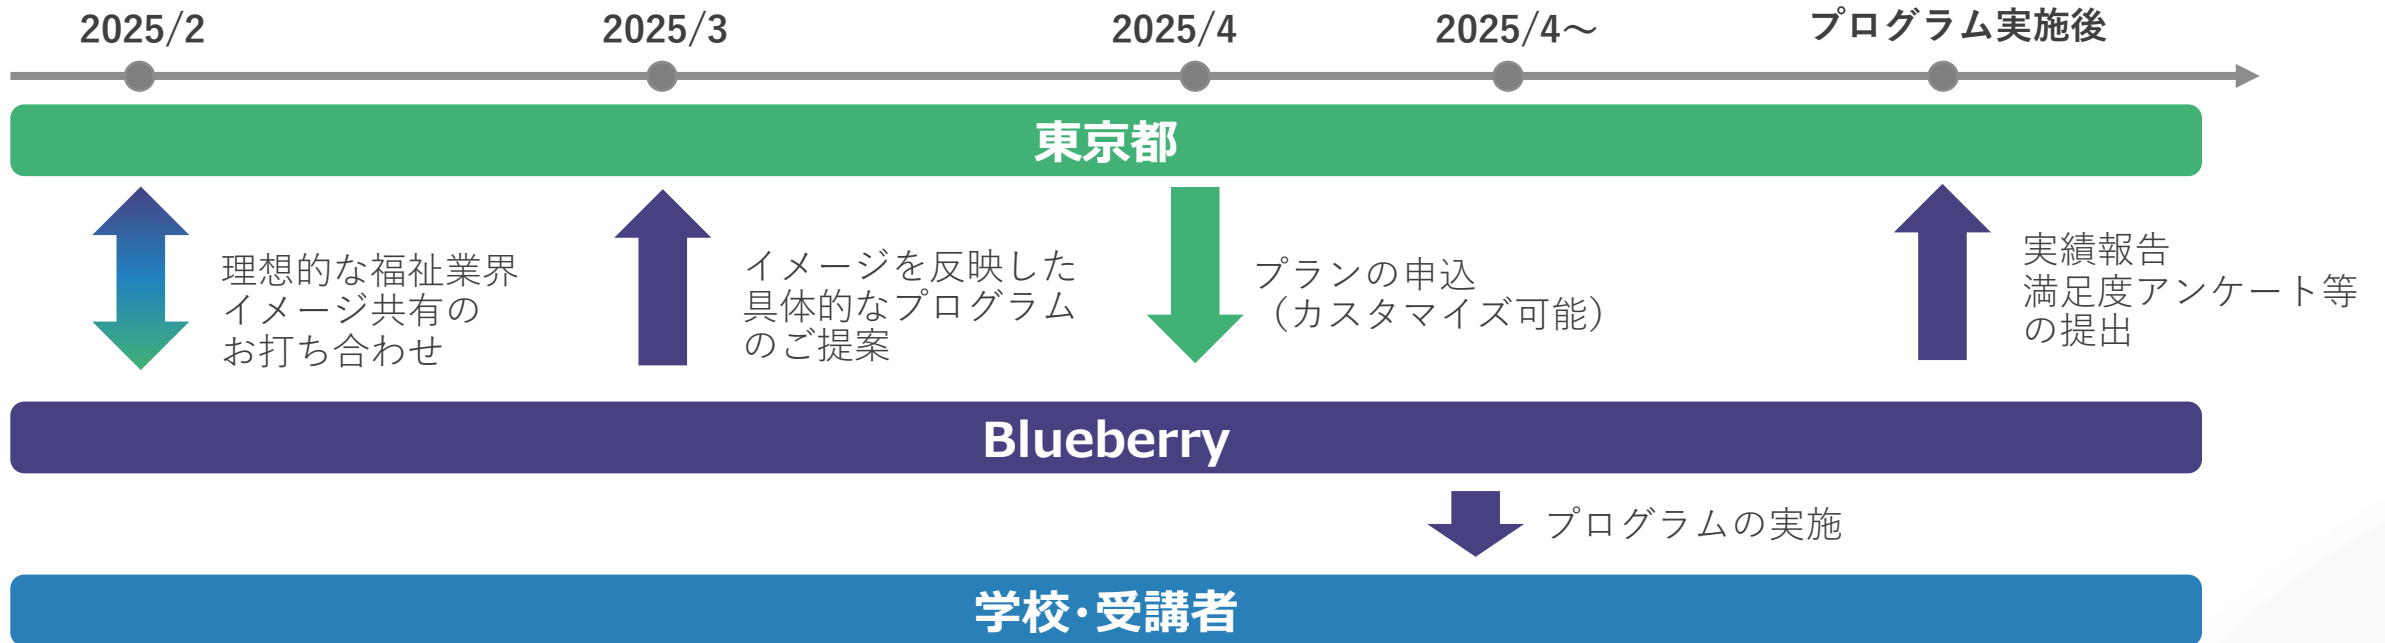 2025/2
2025/3
2025/4
2025/4～
プログラム実施後
東京都
理想的な福祉業界
イメージ共有の
お打ち合わせ
イメージを反映した
具体的なプログラム
のご提案
プランの申込
（カスタマイズ可能）
実績報告
満足度アンケート等
の提出
Blueberry
プログラムの実施
学校・受講者